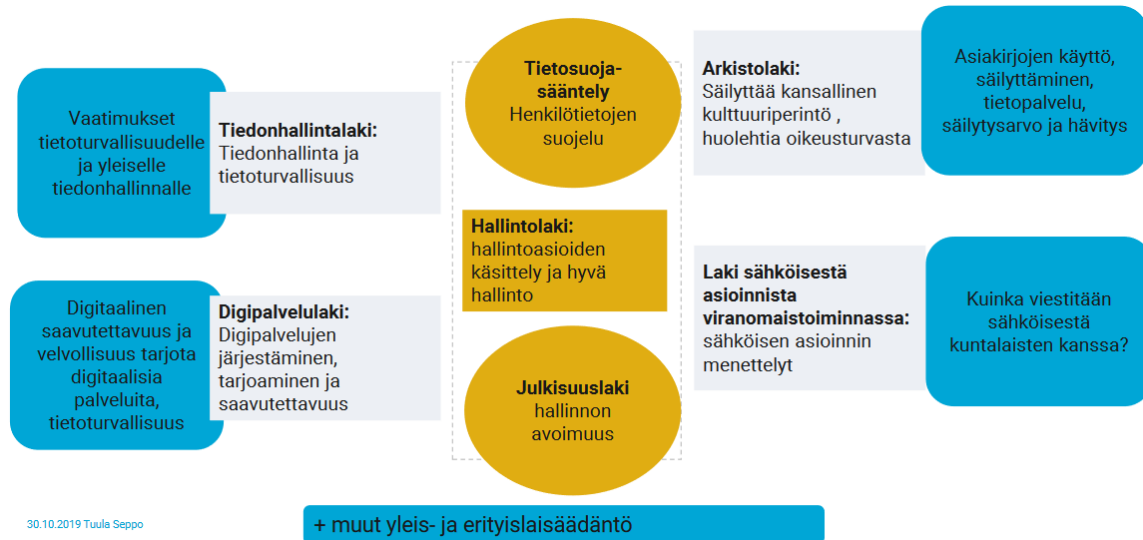 Vaatimukset
tietoturvallisuudelle
ja yleiselle
tiedonhallinnalle
Tiedonhallintalaki:
Tiedonhallinta ja
tietoturvallisuus
Digitaalinen
saavutettavuus ja
velvollisuus tarjota
digitaalisia
palveluita,
tietoturvallisuus
Digipalvelulaki:
Digipalvelujen
järjestäminen,
tarjoaminen ja
saavutettavuus
Tietosuoja-
sääntely
Henkilötietojen
suojelu
Hallintolaki:
hallintoasioiden
käsittely ja hyvä
hallinto
Julkisuuslaki
hallinnon
avoimuus
Arkistolaki:
Säilyttää kansallinen
kulttuuriperintö ,
huolehtia oikeusturvasta
Asiakirjojen käyttö,
säilyttäminen,
tietopalvelu,
säilytysarvo ja hävitys
Laki sähköisestä
asioinnista
viranomaistoiminnassa:
sähköisen asioinnin
menettelyt
Kuinka viestitään
sähköisestä
kuntalaisten kanssa?
30.10.2019 Tuula Seppo
+ muut yleis- ja erityislaisäädäntö